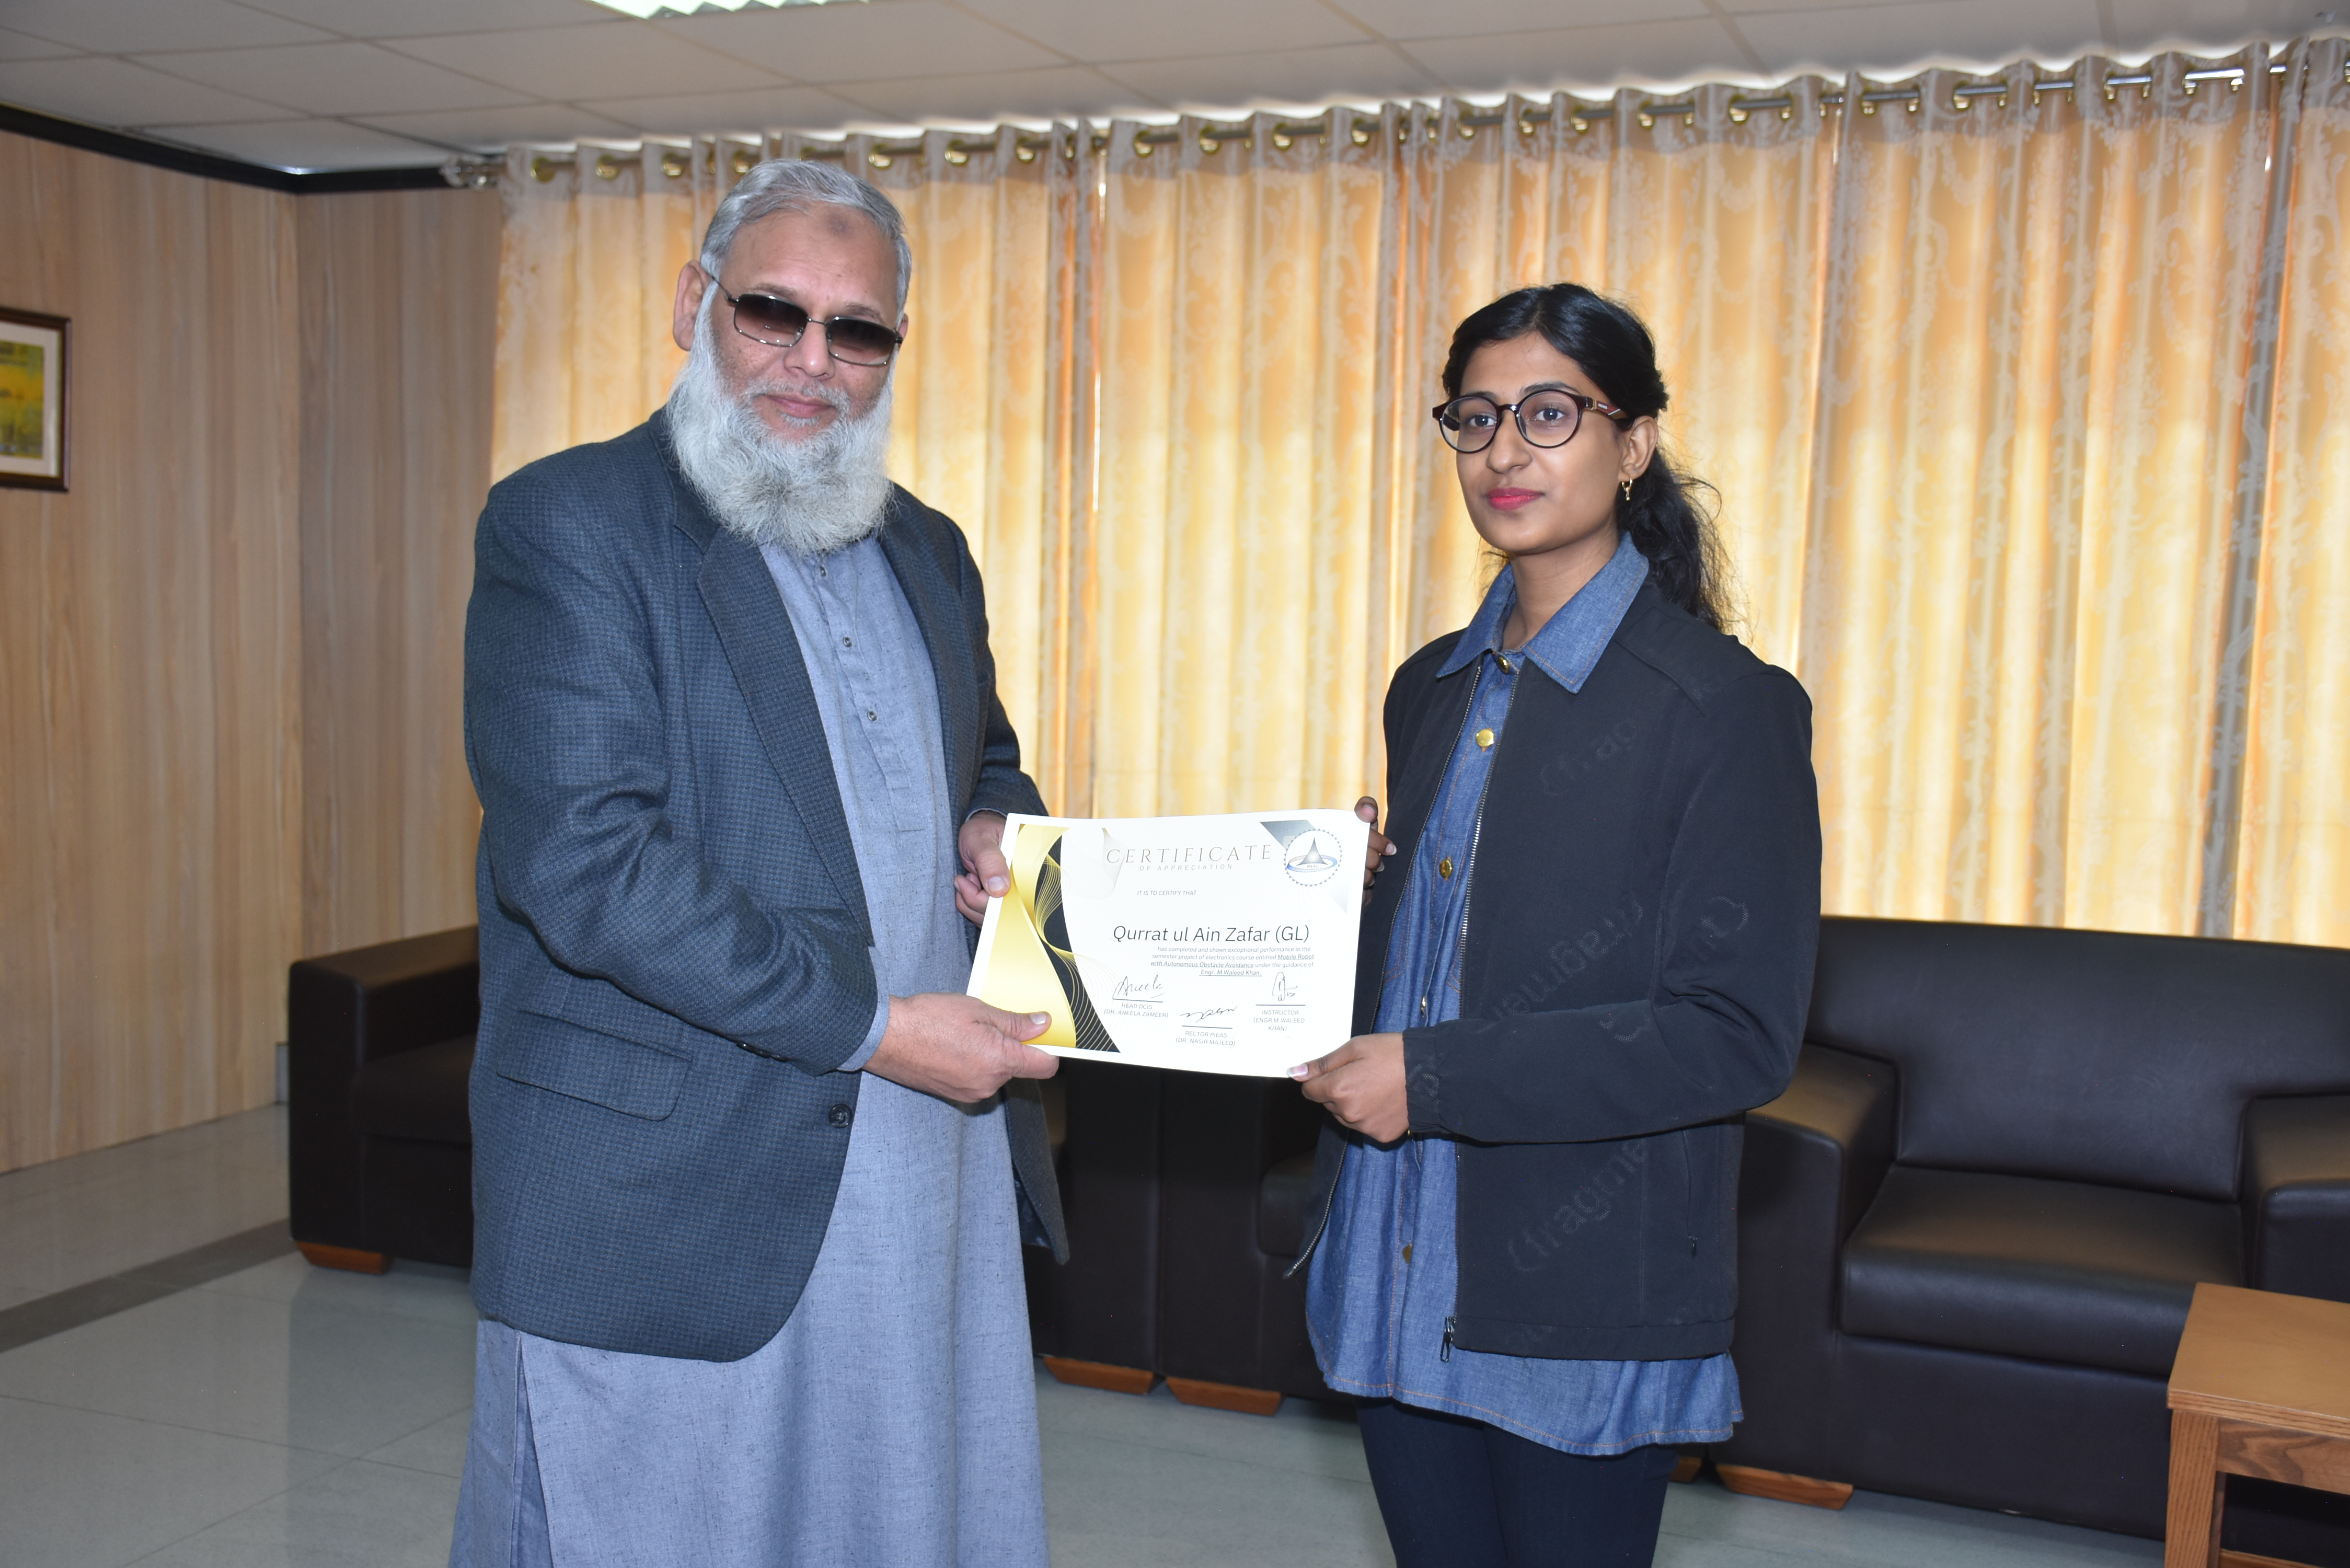 CERTIFICATE
OF APPRECIATION
IT IS TO CERTIFY THAT
Qurrat ul Ain Zafar (GL)
has completed and shown exceptional performance in the
semester project of electronics course entitled Mobile Robot
with Autonomous Obstacle Avoidance under the guidance of
Engr. M Waleed Khan.
HEAD DCIS
(DR. ANEELA ZAMEER)
RECTOR PIEAS
(DR. NASIR MAJEED)
INSTRUCTOR
(ENGR M WALEED
KHAN)